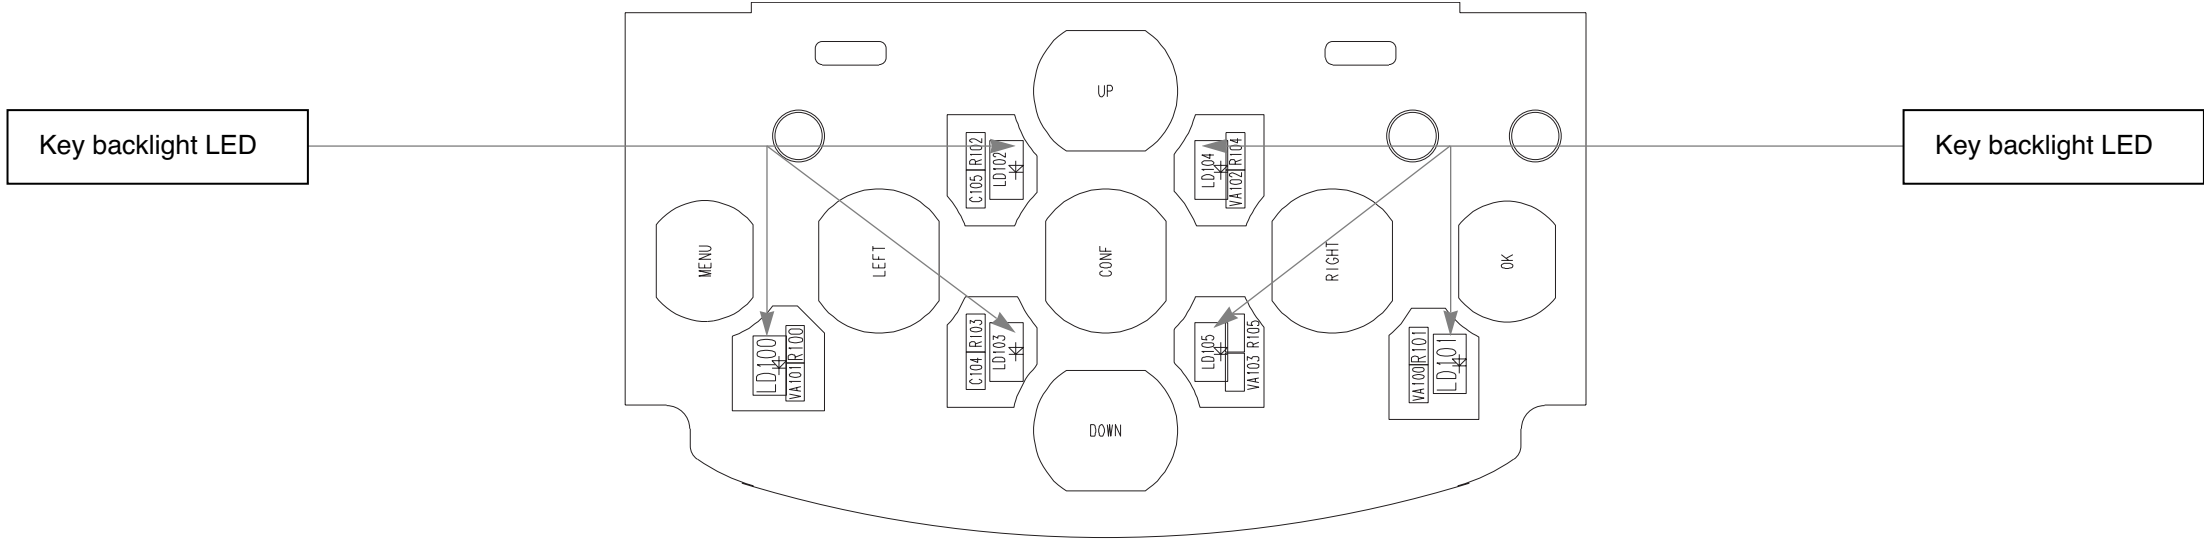 UP
Key backlight LED
Key backlight LED
C105 R102
LD102
LD104
VA102 R104
MENU
LEFT
CONF
RIGHT
OK
LD100
VA101 R100
C104 R103
LD103
LD105
VA103 R105
VA100 R101
LD101
DOWN